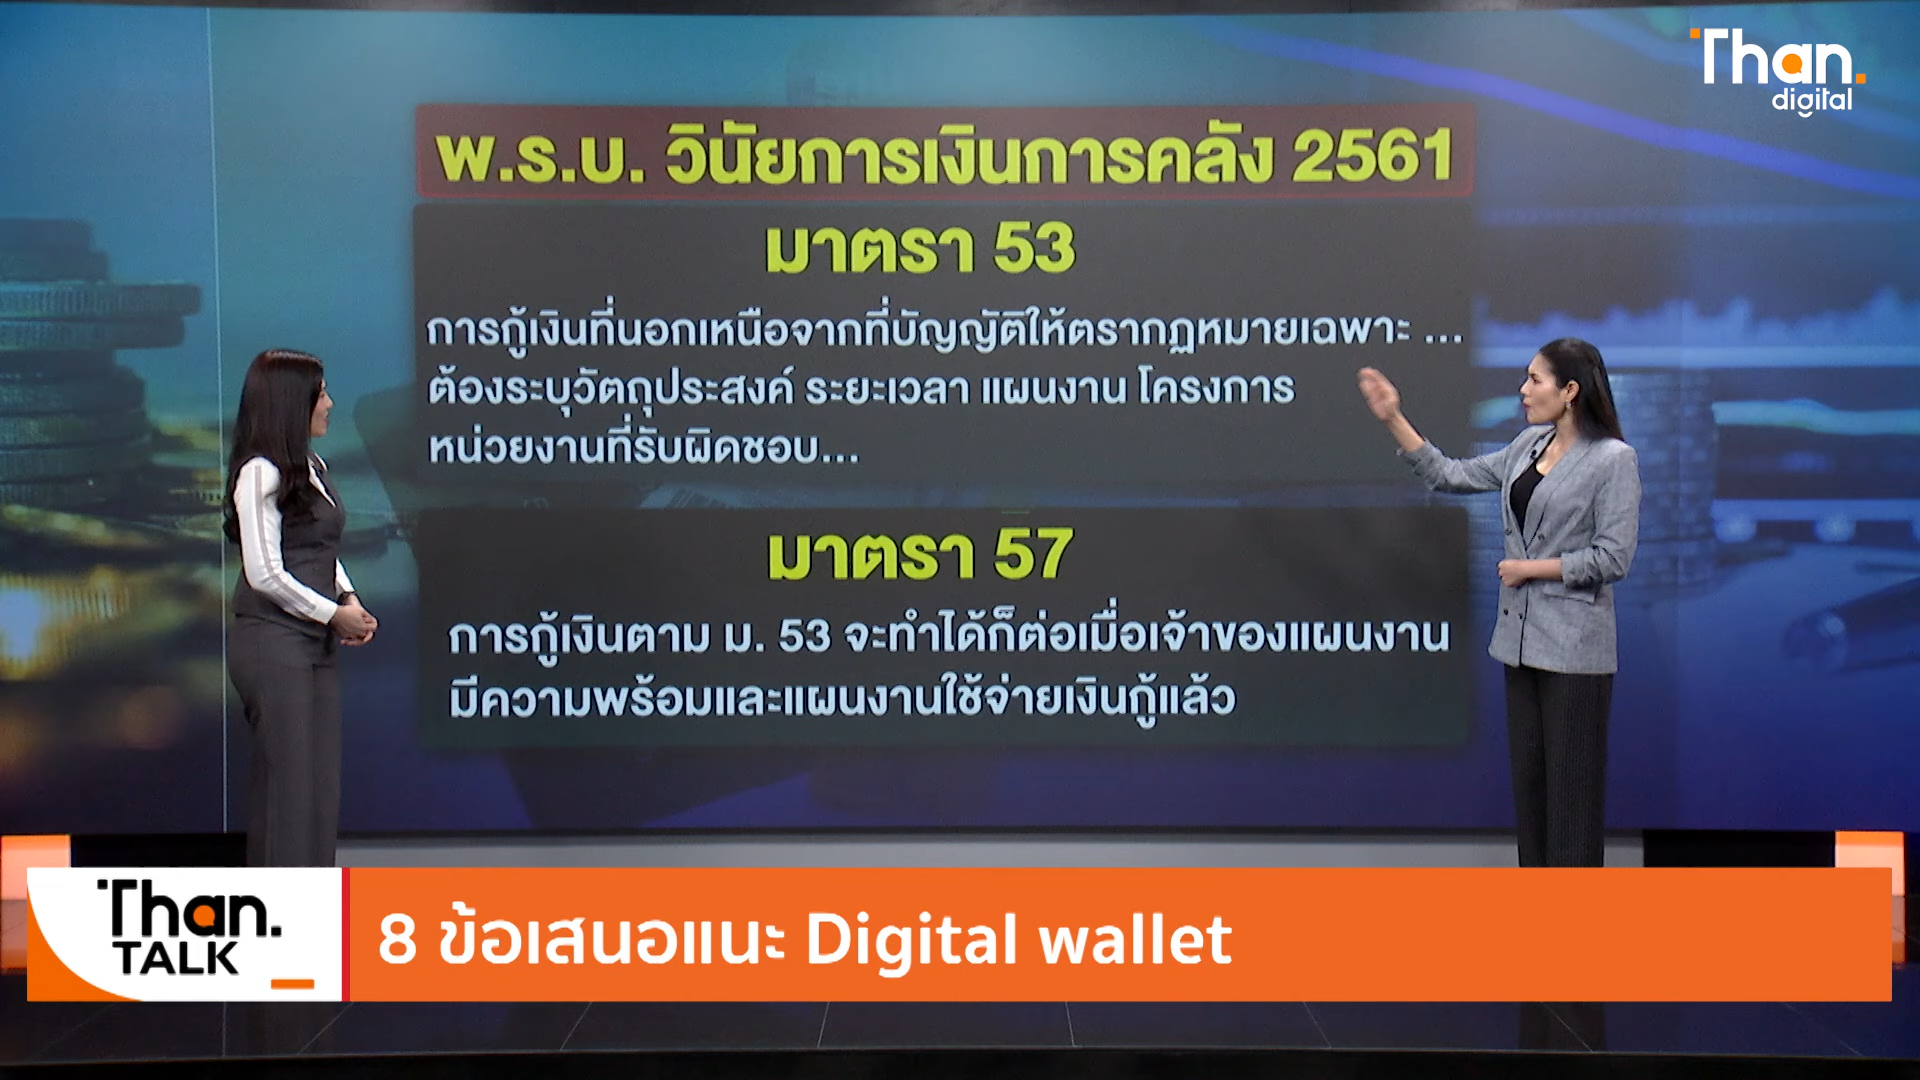 Than.
digital
พ.ร.บ. วินัยการเงินการคลัง 2561
มาตรา 53
การกู้เงินที่นอกเหนือจากที่บัญญัติให้ตรากฎหมายเฉพาะ ...
ต้องระบุวัตถุประสงค์ ระยะเวลา แผนงาน โครงการ
หน่วยงานที่รับผิดชอบ...
มาตรา 57
การกู้เงินตาม ม. 53 จะทำได้ก็ต่อเมื่อเจ้าของแผนงาน
มีความพร้อมและแผนงานใช้จ่ายเงินกู้แล้ว
Than.
TALK
8 ข้อเสนอแนะ Digital wallet